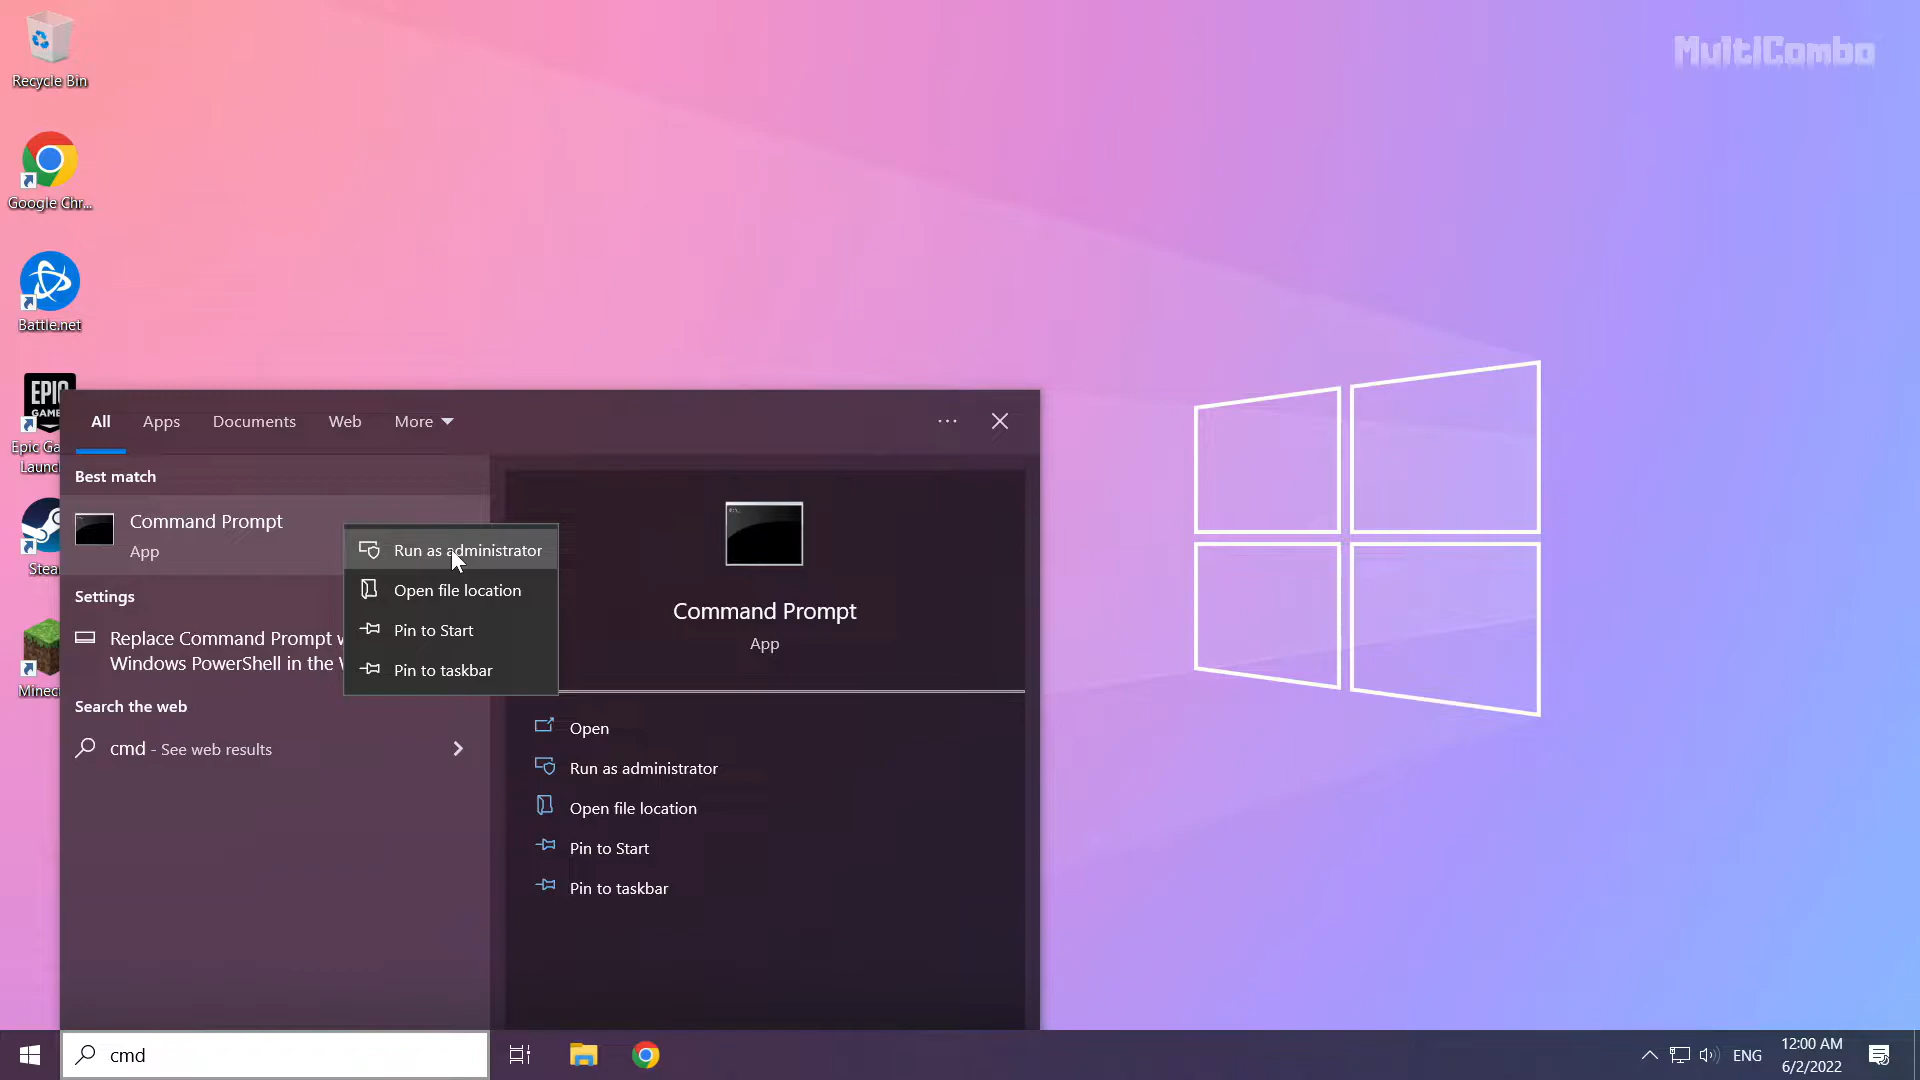 MultiCombo
Recycle Bin
Google Chr...
Battle.net
EPIC
GAME
Epic Ga
Launc
Stea
Minec
All
Apps
Documents
Web
More
Best match
Command Prompt
App
Settings
Replace Command Prompt
Windows PowerShell in the
Search the web
cmd - See web results
Run as administrator
Open file location
Pin to Start
Pin to taskbar
Command Prompt
App
Open
Run as administrator
Open file location
Pin to Start
Pin to taskbar
cmd
ENG
12:00 AM
6/2/2022